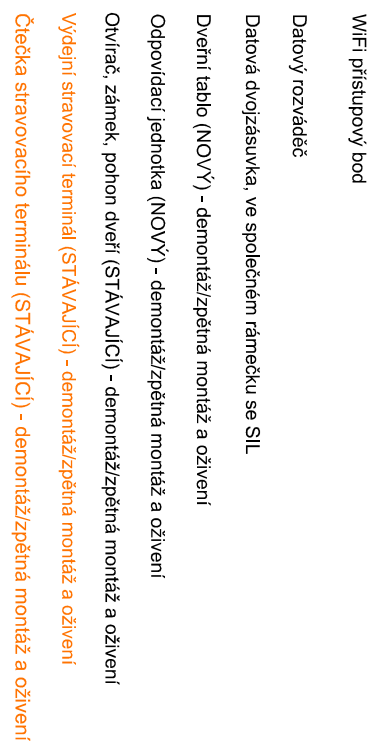 WiFi přístupový bod
Datový rozváděč
Datová dvojzásuvka, ve společném rámečku se SIL
Dveřní tablo (NOVÝ) - demontáž/zpětná montáž a oživení
Odpovídací jednotka (NOVÝ) - demontáž/zpětná montáž a oživení
Otvírač, zámek, pohon dveří (STÁVAJÍCÍ) - demontáž/zpětná montáž a oživení
Výdejní stravovací terminál (STÁVAJÍCÍ) - demontáž/zpětná montáž a oživení
Čtečka stravovacího terminálu (STÁVAJÍCÍ) - demontáž/zpětná montáž a oživení